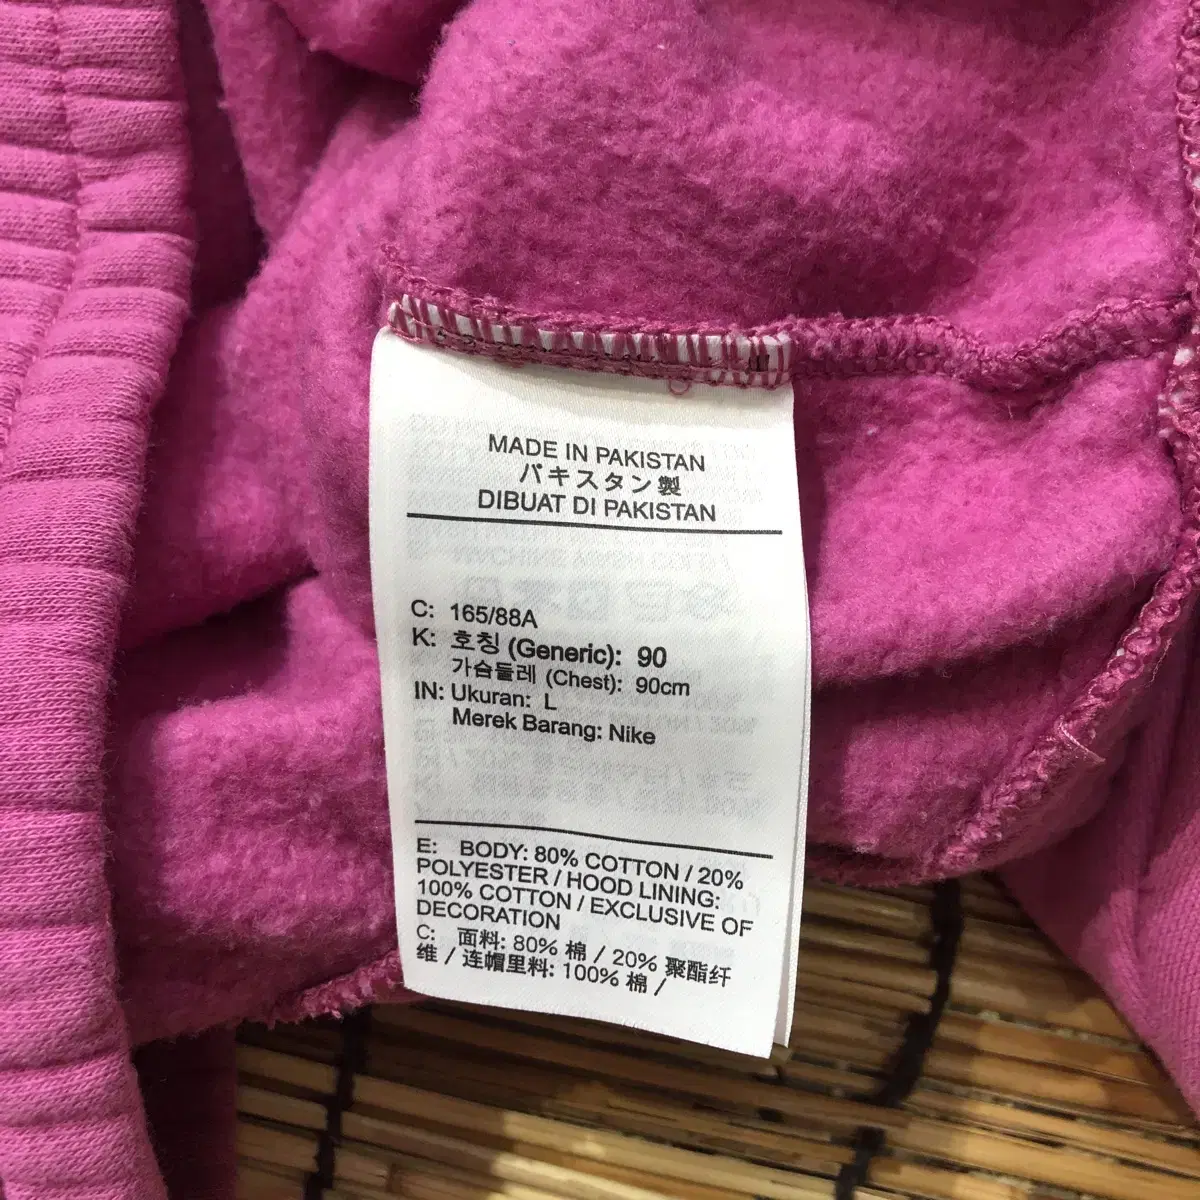 MADE IN PAKISTAN
パキスタン製
DIBUAT DI PAKISTAN
C: 165/88A
K: 호칭 (Generic): 90
가슴둘레 (Chest): 90cm
IN: Ukuran: L
Merek Barang: Nike
E: BODY: 80% COTTON / 20%
POLYESTER / HOOD LINING:
100% COTTON / EXCLUSIVE OF
DECORATION
C: 面料: 80% 棉 / 20% 聚酯纤
维 / 连帽里料: 100% 棉 /